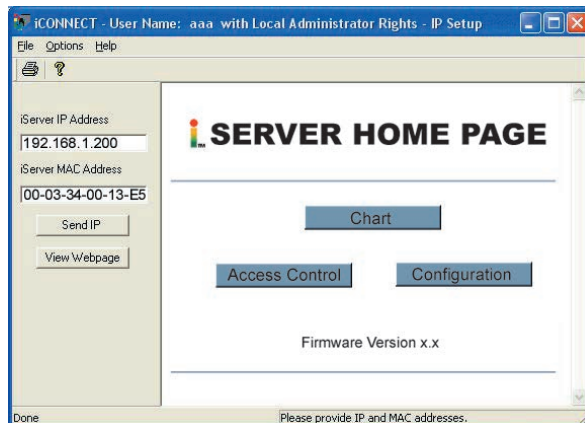 iCONNECT - User Name: aaa with Local Administrator Rights - IP Setup
File Options Help
iServer IP Address
192.168.1.200
iServer MAC Address
00-03-34-00-13-E5
Send IP
View Webpage
i SERVER HOME PAGE
Chart
Access Control
Configuration
Firmware Version x.x
Done
Please provide IP and MAC addresses.